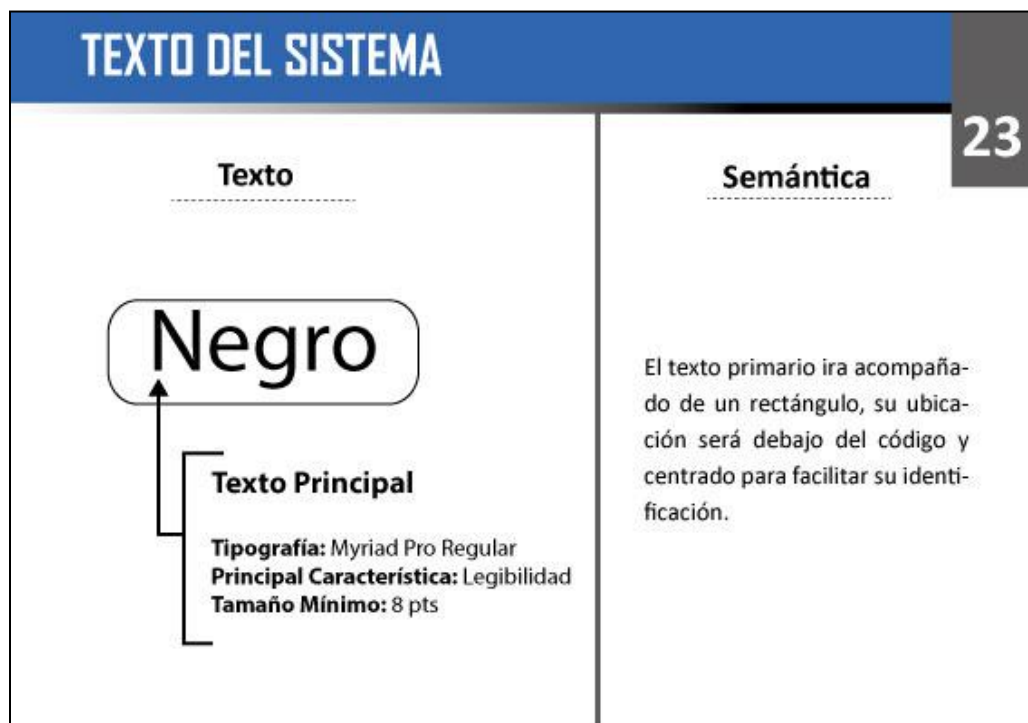 TEXTO DEL SISTEMA
23
Texto
Negro
Texto Principal
Tipografía: Myriad Pro Regular
Principal Característica: Legibilidad
Tamaño Mínimo: 8 pts
Semántica
El texto primario ira acompaña-
do de un rectángulo, su ubica-
ción será debajo del código y
centrado para facilitar su identi-
ficación.